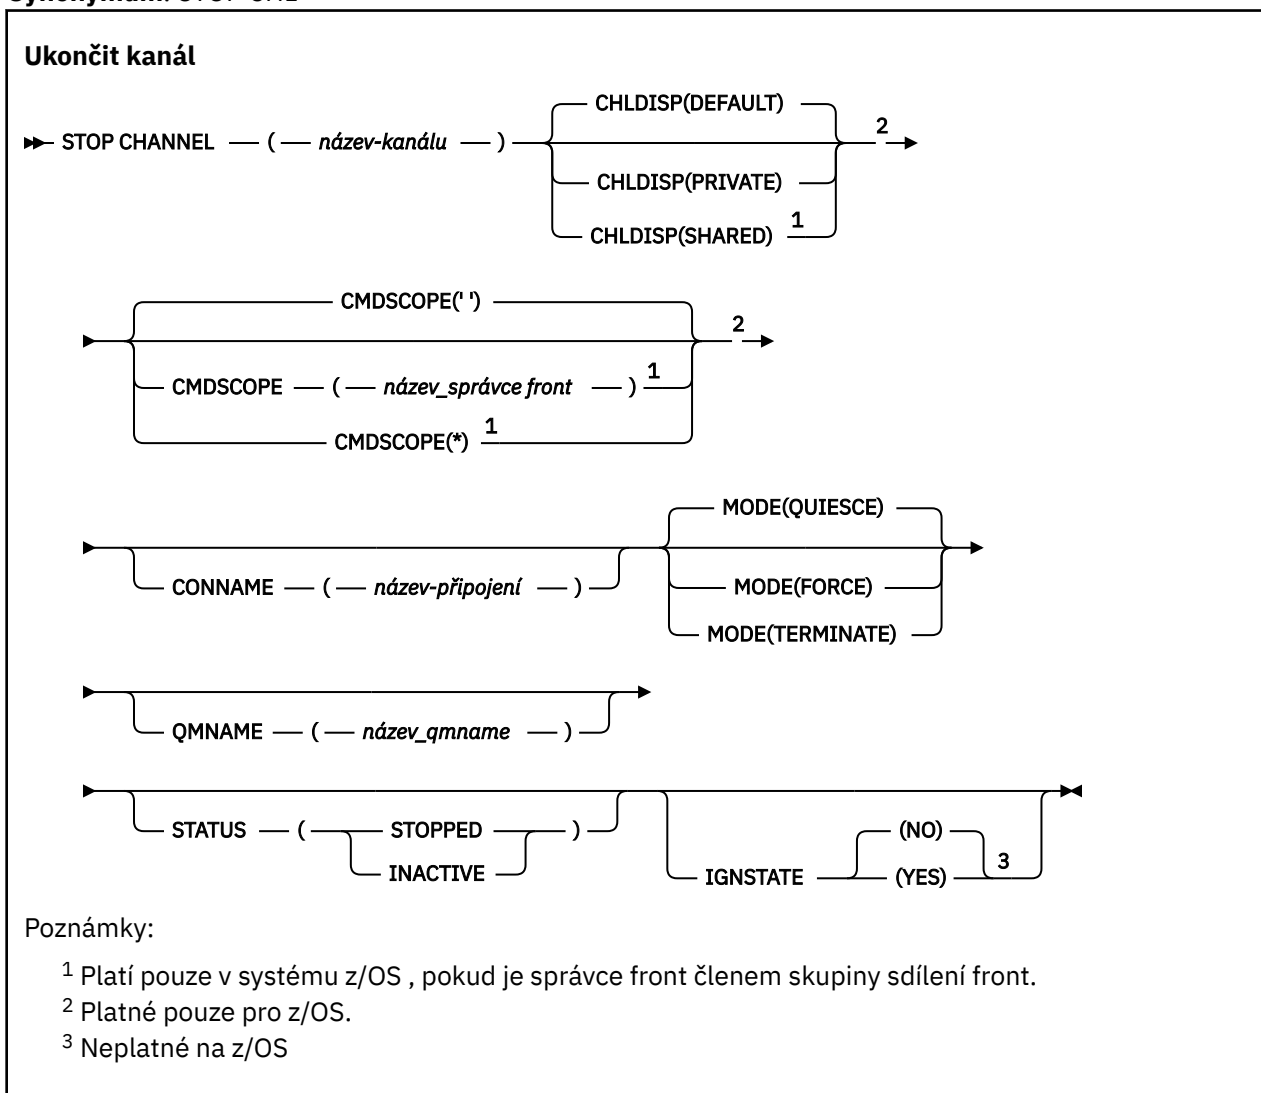 Ukončit kanál
CHLDISP(DEFAULT)
STOP CHANNEL ( název-kanálu ) 2
CHLDISP(PRIVATE)
CHLDISP(SHARED) 1
CMDSCOPE(' ')
2
CMDSCOPE ( název_správce front ) 1
CMDSCOPE(*) 1
MODE(QUIESCE)
CONNAME ( název-připojení ) MODE(FORCE)
MODE(TERMINATE)
QMNAME ( název_qmname )
STATUS ( STOPPED ) (NO)
INACTIVE IGNSTATE (YES) 3
Poznámky:
1 Platí pouze v systému z/OS , pokud je správce front členem skupiny sdílení front.
2 Platné pouze pro z/OS.
3 Neplatné na z/OS